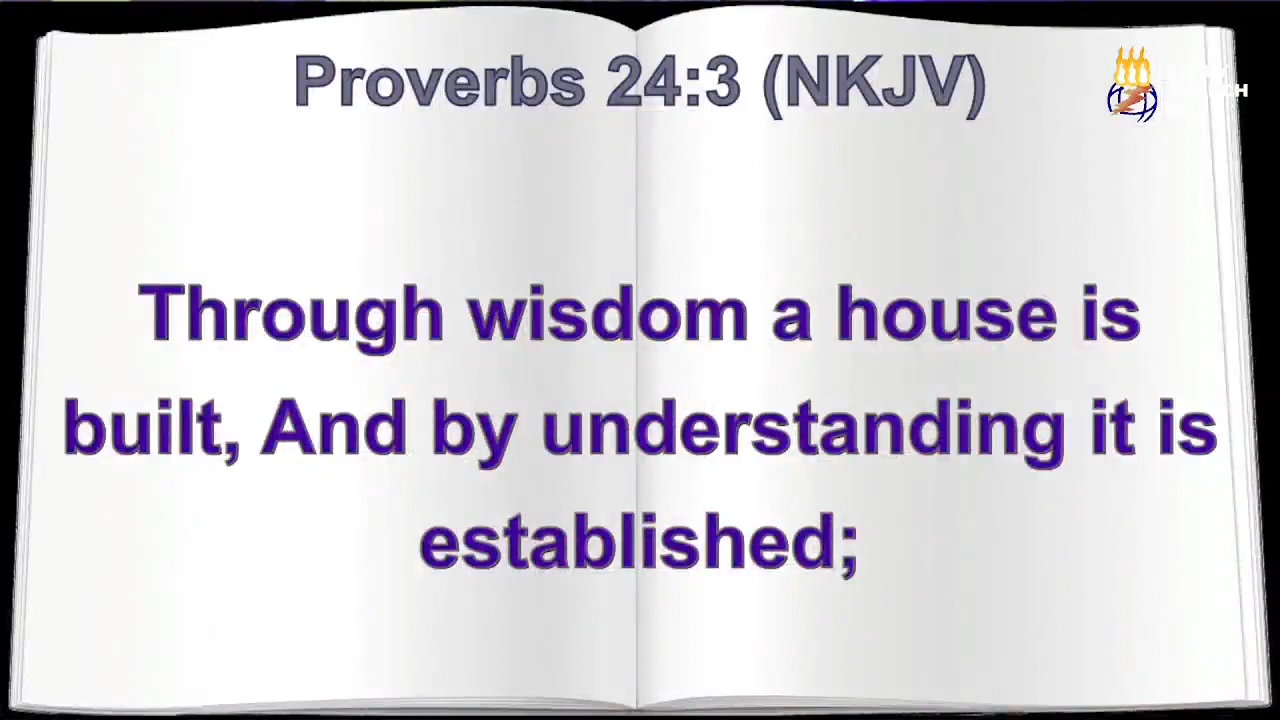 Proverbs 24:3 (NKJV)
Through wisdom a house is
built, And by understanding it is
established;